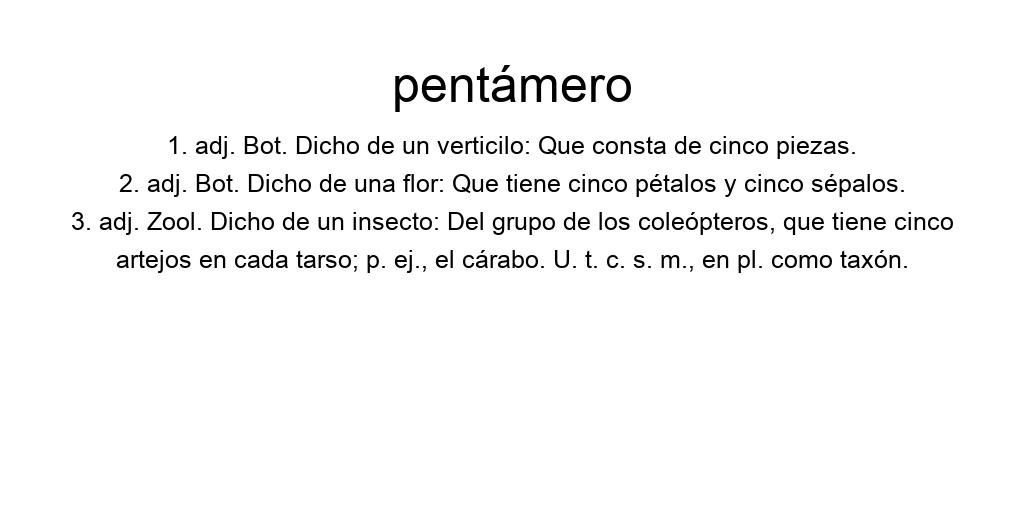 pentámero
1. adj. Bot. Dicho de un verticilo: Que consta de cinco piezas.
2. adj. Bot. Dicho de una flor: Que tiene cinco pétalos y cinco sépalos.
3. adj. Zool. Dicho de un insecto: Del grupo de los coleópteros, que tiene cinco
artejos en cada tarso; p. ej., el cárabo. U. t. c. s. m., en pl. como taxón.